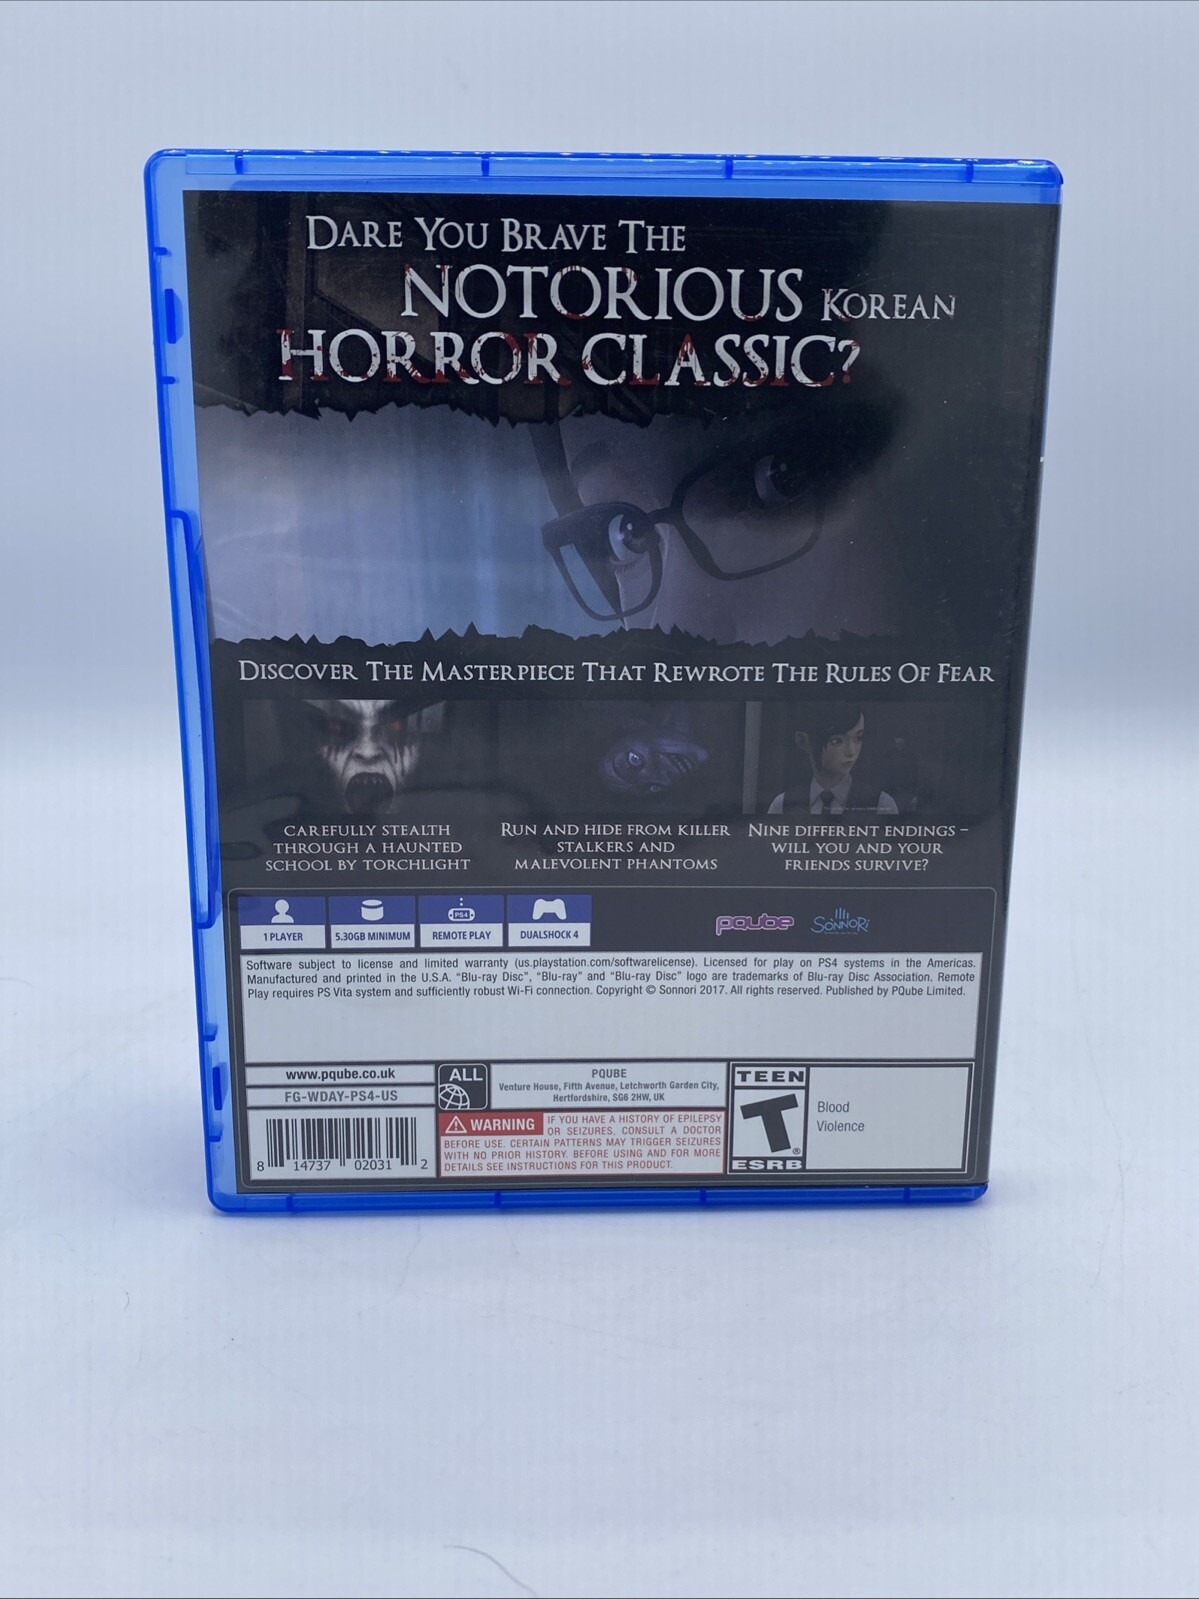 DARE YOU BRAVE THE
NOTORIOUS KOREAN
HORROR CLASSIC?
DISCOVER THE MASTERPIECE THAT REWROTE THE RULES OF FEAR
CAREFULLY STEALTH
THROUGH A HAUNTED
SCHOOL BY TORCHLIGHT
RUN AND HIDE FROM KILLER
STALKERS AND
MALEVOLENT PHANTOMS
NINE DIFFERENT ENDINGS –
WILL YOU AND YOUR
FRIENDS SURVIVE?
1 PLAYER
5.30GB MINIMUM
PS4
REMOTE PLAY
DUALSHOCK 4
pqube
SONNORI
Software subject to license and limited warranty (us.playstation.com/softwarelicense). Licensed for play on PS4 systems in the Americas.
Manufactured and printed in the U.S.A. “Blu-ray Disc”, “Blu-ray” and “Blu-ray Disc” logo are trademarks of Blu-ray Disc Association. Remote
Play requires PS Vita system and sufficiently robust Wi-Fi connection. Copyright © Sonnori 2017. All rights reserved. Published by PQube Limited.
www.pqube.co.uk
FG-WDAY-PS4-US
8 14737 02031 2
ALL
PQUBE
Venture House, Fifth Avenue, Letchworth Garden City,
Hertfordshire, SG6 2HW, UK
WARNING IF YOU HAVE A HISTORY OF EPILEPSY
OR SEIZURES, CONSULT A DOCTOR
BEFORE USE. CERTAIN PATTERNS MAY TRIGGER SEIZURES
WITH NO PRIOR HISTORY. BEFORE USING AND FOR MORE
DETAILS SEE INSTRUCTIONS FOR THIS PRODUCT.
TEEN
T
®
ESRB
Blood
Violence